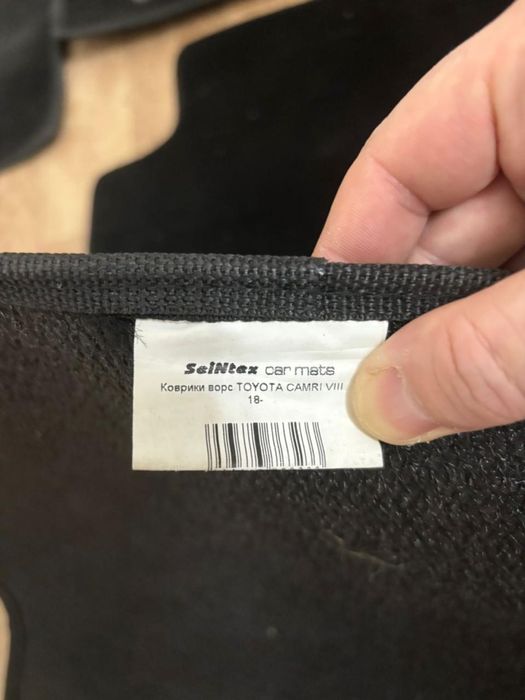 SeiNtex car mats
Коврики ворс TOYOTA CAMRI VIII
18-